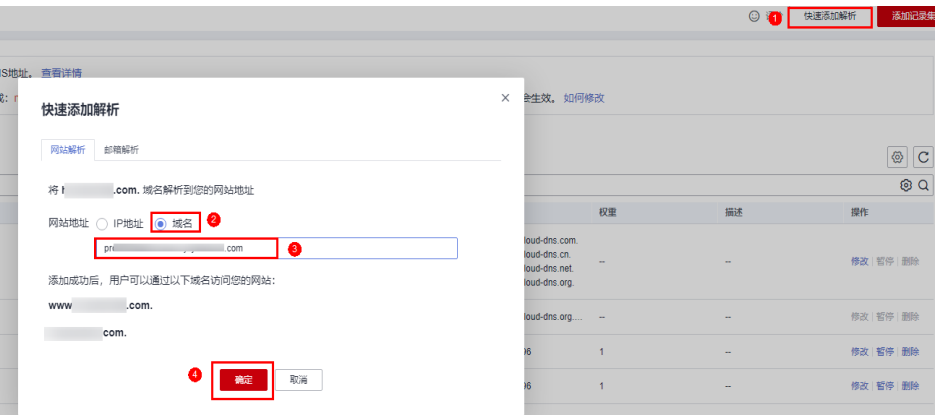 1 快速添加解析 添加记录集
NS地址。 查看详情
快速添加解析
会生效。 如何修改
网站解析 邮箱解析
将 h .com. 域名解析到您的网站地址
网站地址 IP地址 域名 2
pre .com 3
添加成功后，用户可以通过以下域名访问您的网站：
www .com.
com.
4 确定 取消
权重 描述 操作
loud-dns.com.
loud-dns.cn.
loud-dns.net.
loud-dns.org.
-- -- 修改 暂停 删除
loud-dns.org.... -- -- 修改 暂停 删除
96 1 -- 修改 暂停 删除
96 1 -- 修改 暂停 删除